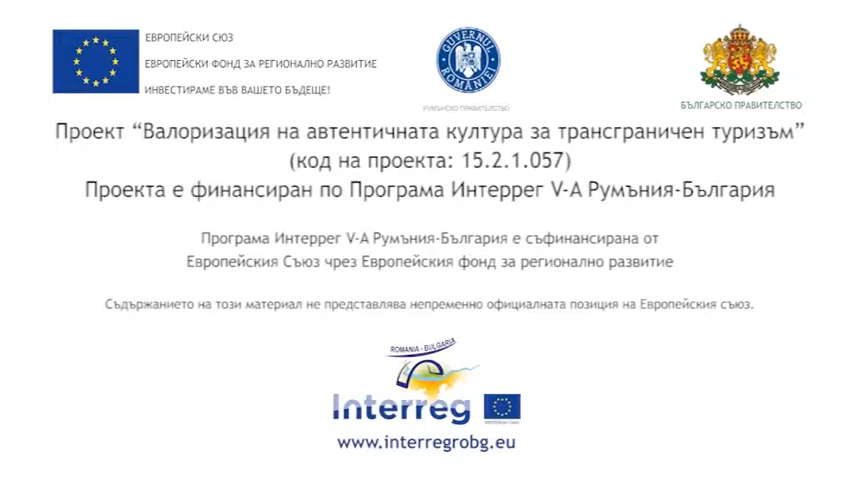 ЕВРОПЕЙСКИ СЮЗ
ЕВРОПЕЙСКИ ФОНД ЗА РЕГИОНАЛНО РАЗВИТИЕ
ИНВЕСТИРАМЕ ВЪВ ВАШЕТО БЪДЕЩЕ!
GUVERNUL ROMÂNIEI
РУМЪНСКО ПРАВИТЕЛСТВО
БЪЛГАРСКО ПРАВИТЕЛСТВО
Проект “Валоризация на автентичната култура за трансграничен туризъм”
(код на проекта: 15.2.1.057)
Проекта е финансиран по Програма Интеррег V-A Румъния-България
Програма Интеррег V-A Румъния-България е съфинансирана от
Европейския Съюз чрез Европейския фонд за регионално развитие
Съдържанието на този материал не представлява непременно официалната позиция на Европейския съюз.
ROMANIA-BULGARIA
Interreg
www.interregrobg.eu